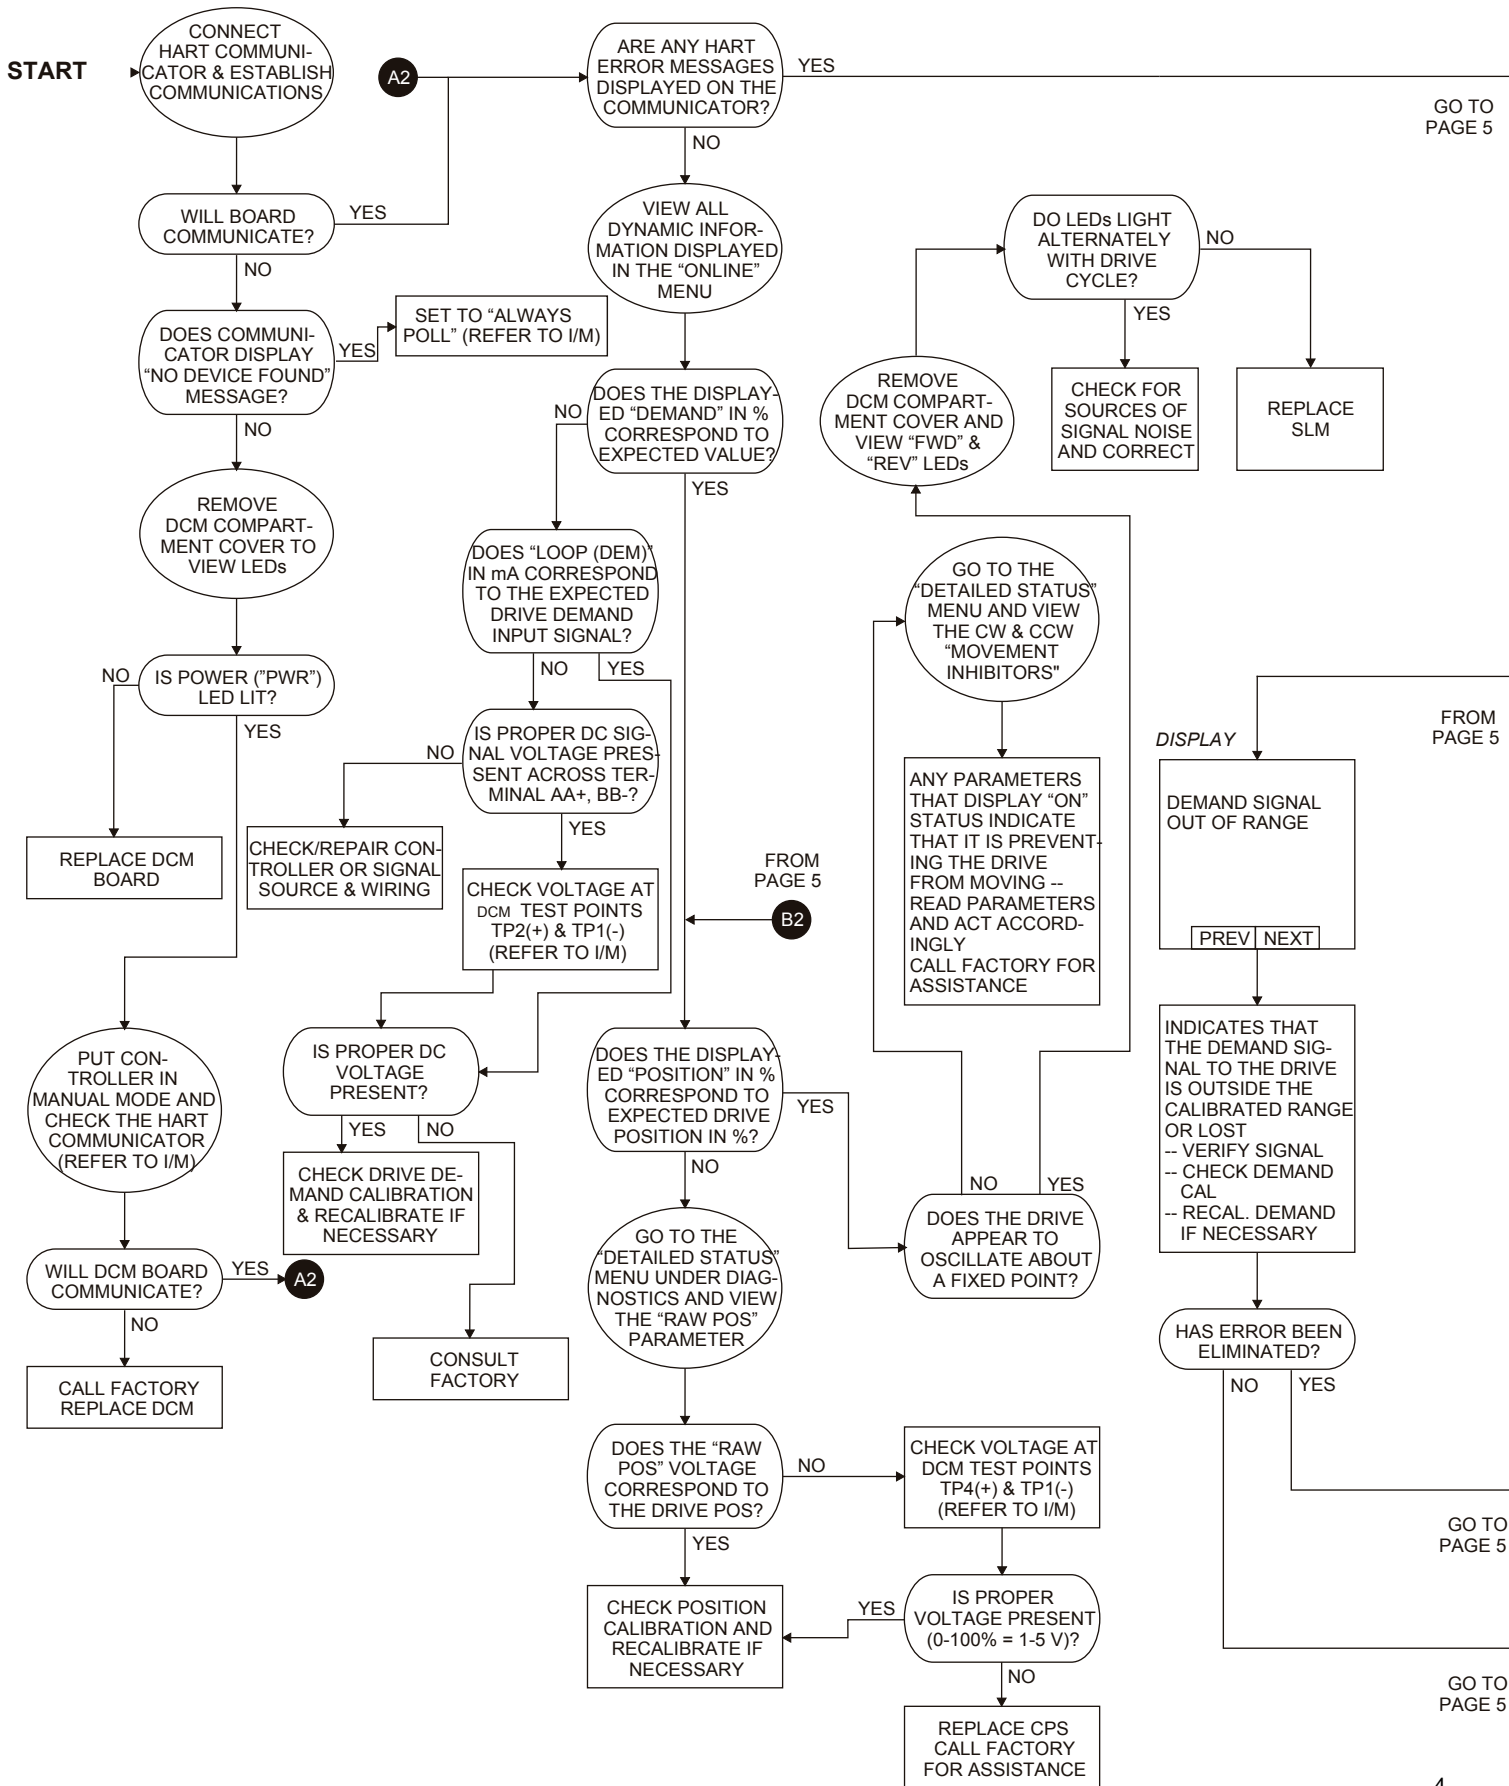 START
CONNECT
HART COMMUNI-
CATOR & ESTABLISH
COMMUNICATIONS
WILL BOARD
COMMUNICATE?
YES
NO
DOES COMMUNI-
CATOR DISPLAY
“NO DEVICE FOUND”
MESSAGE?
YES
SET TO “ALWAYS
POLL” (REFER TO I/M)
NO
REMOVE
DCM COMPART-
MENT COVER TO
VIEW LEDs
IS POWER ("PWR")
LED LIT?
NO
YES
REPLACE DCM
BOARD
PUT CON-
TROLLER IN
MANUAL MODE AND
CHECK THE HART
COMMUNICATOR
(REFER TO I/M)
WILL DCM BOARD
COMMUNICATE?
YES
A2
NO
CALL FACTORY
REPLACE DCM
A2
ARE ANY HART
ERROR MESSAGES
DISPLAYED ON THE
COMMUNICATOR?
YES
GO TO
PAGE 5
NO
VIEW ALL
DYNAMIC INFOR-
MATION DISPLAYED
IN THE “ONLINE”
MENU
DOES THE DISPLAY-
ED “DEMAND” IN %
CORRESPOND TO
EXPECTED VALUE?
NO
YES
DOES “LOOP (DEM)”
IN mA CORRESPOND
TO THE EXPECTED
DRIVE DEMAND
INPUT SIGNAL?
NO
YES
IS PROPER DC SIG-
NAL VOLTAGE PRES-
SENT ACROSS TER-
MINAL AA+, BB-?
NO
YES
CHECK/REPAIR CON-
TROLLER OR SIGNAL
SOURCE & WIRING
CHECK VOLTAGE AT
DCM TEST POINTS
TP2(+) & TP1(-)
(REFER TO I/M)
IS PROPER DC
VOLTAGE
PRESENT?
YES
NO
CHECK DRIVE DE-
MAND CALIBRATION
& RECALIBRATE IF
NECESSARY
CONSULT
FACTORY
FROM
PAGE 5
B2
DOES THE DISPLAY-
ED “POSITION” IN %
CORRESPOND TO
EXPECTED DRIVE
POSITION IN %?
YES
NO
GO TO THE
“DETAILED STATUS”
MENU UNDER DIAG-
NOSTICS AND VIEW
THE “RAW POS”
PARAMETER
DOES THE “RAW
POS” VOLTAGE
CORRESPOND TO
THE DRIVE POS?
NO
YES
CHECK POSITION
CALIBRATION AND
RECALIBRATE IF
NECESSARY
CHECK VOLTAGE AT
DCM TEST POINTS
TP4(+) & TP1(-)
(REFER TO I/M)
IS PROPER
VOLTAGE PRESENT
(0-100% = 1-5 V)?
YES
NO
REPLACE CPS
CALL FACTORY
FOR ASSISTANCE
DOES THE DRIVE
APPEAR TO
OSCILLATE ABOUT
A FIXED POINT?
NO
YES
GO TO THE
“DETAILED STATUS”
MENU AND VIEW
THE CW & CCW
“MOVEMENT
INHIBITORS"
ANY PARAMETERS
THAT DISPLAY “ON”
STATUS INDICATE
THAT IT IS PREVENT-
ING THE DRIVE
FROM MOVING --
READ PARAMETERS
AND ACT ACCORD-
INGLY
CALL FACTORY FOR
ASSISTANCE
REMOVE
DCM COMPART-
MENT COVER AND
VIEW “FWD” &
“REV” LEDs
DO LEDs LIGHT
ALTERNATELY
WITH DRIVE
CYCLE?
NO
YES
CHECK FOR
SOURCES OF
SIGNAL NOISE
AND CORRECT
REPLACE
SLM
FROM
PAGE 5
DISPLAY
DEMAND SIGNAL
OUT OF RANGE
PREV NEXT
INDICATES THAT
THE DEMAND SIG-
NAL TO THE DRIVE
IS OUTSIDE THE
CALIBRATED RANGE
OR LOST
-- VERIFY SIGNAL
-- CHECK DEMAND
CAL
-- RECAL. DEMAND
IF NECESSARY
HAS ERROR BEEN
ELIMINATED?
NO
YES
GO TO
PAGE 5
GO TO
PAGE 5
4